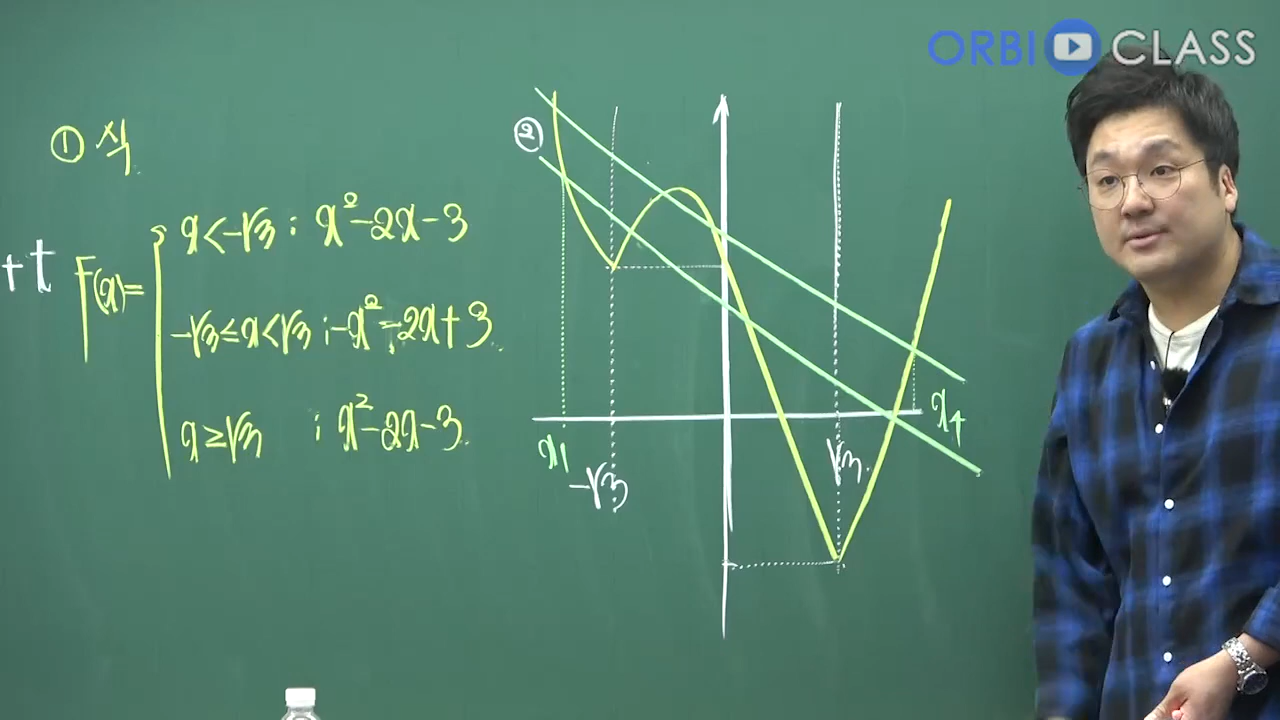 ORBI CLASS
① 식
+ t
F(x)=
x<-√3 : x²-2x-3
-√3≤x<√3 ; -x²-2x+3
x≥√3 ; x²-2x-3
②
x₁
-√3
√3
x₄